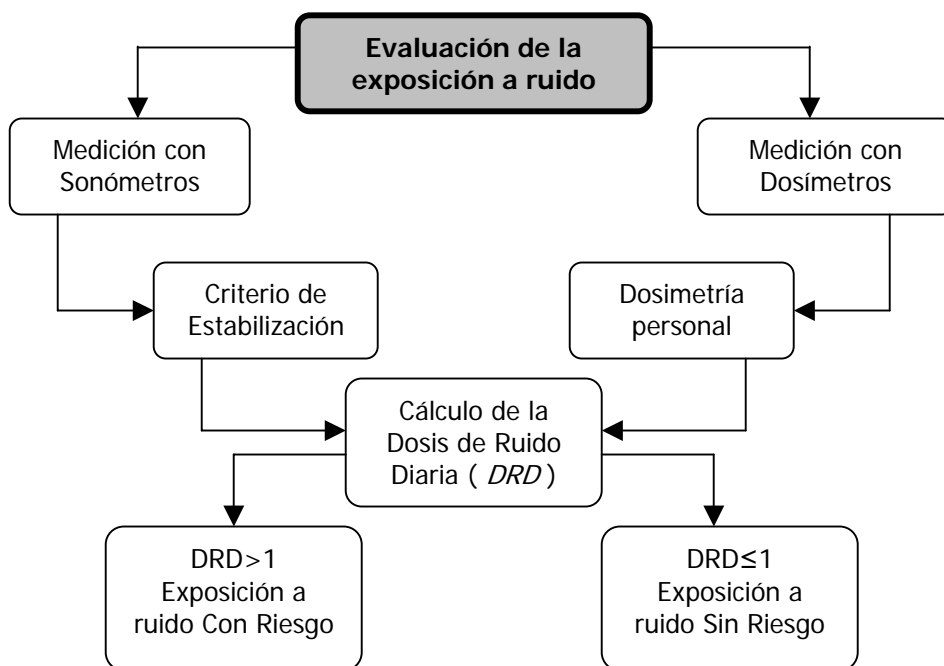 Evaluación de la
exposición a ruido
Medición con
Sonómetros
Medición con
Dosímetros
Criterio de
Estabilización
Dosimetría
personal
Cálculo de la
Dosis de Ruido
Diaria ( DRD )
DRD>1
Exposición a
ruido Con Riesgo
DRD≤1
Exposición a
ruido Sin Riesgo